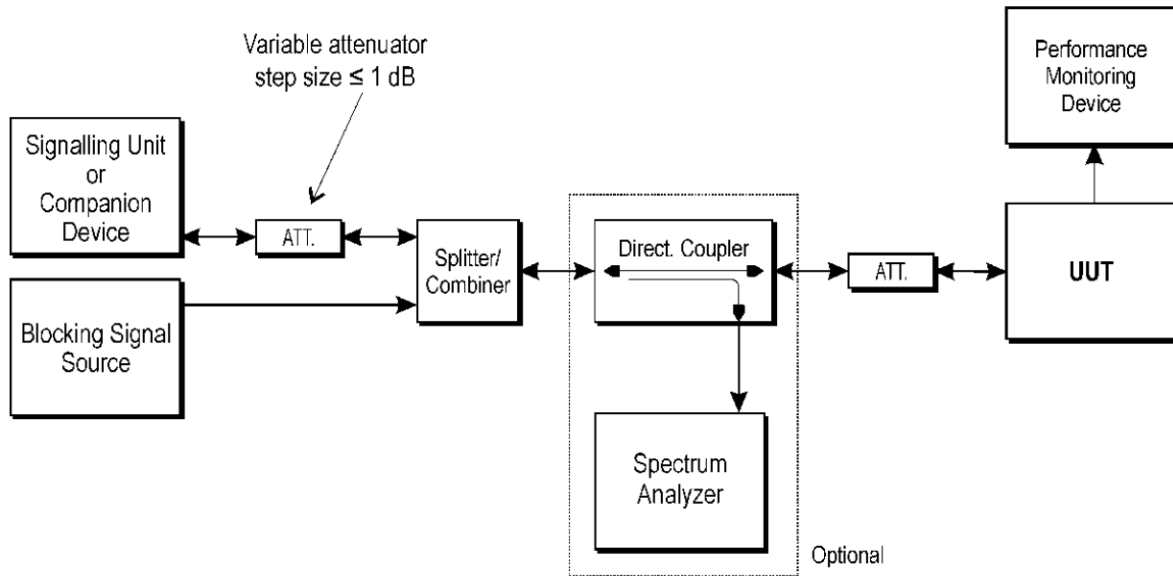 Variable attenuator
step size ≤ 1 dB
Signalling Unit
or
Companion
Device
ATT.
Splitter/
Combiner
Blocking Signal
Source
Direct. Coupler
Spectrum
Analyzer
Optional
ATT.
Performance
Monitoring
Device
UUT